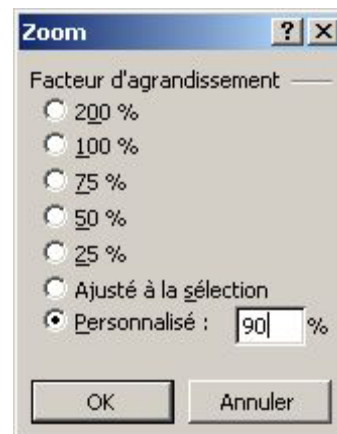 Zoom
Facteur d'agrandissement
200 %
100 %
75 %
50 %
25 %
Ajusté à la sélection
Personnalisé : 90 %
OK Annuler